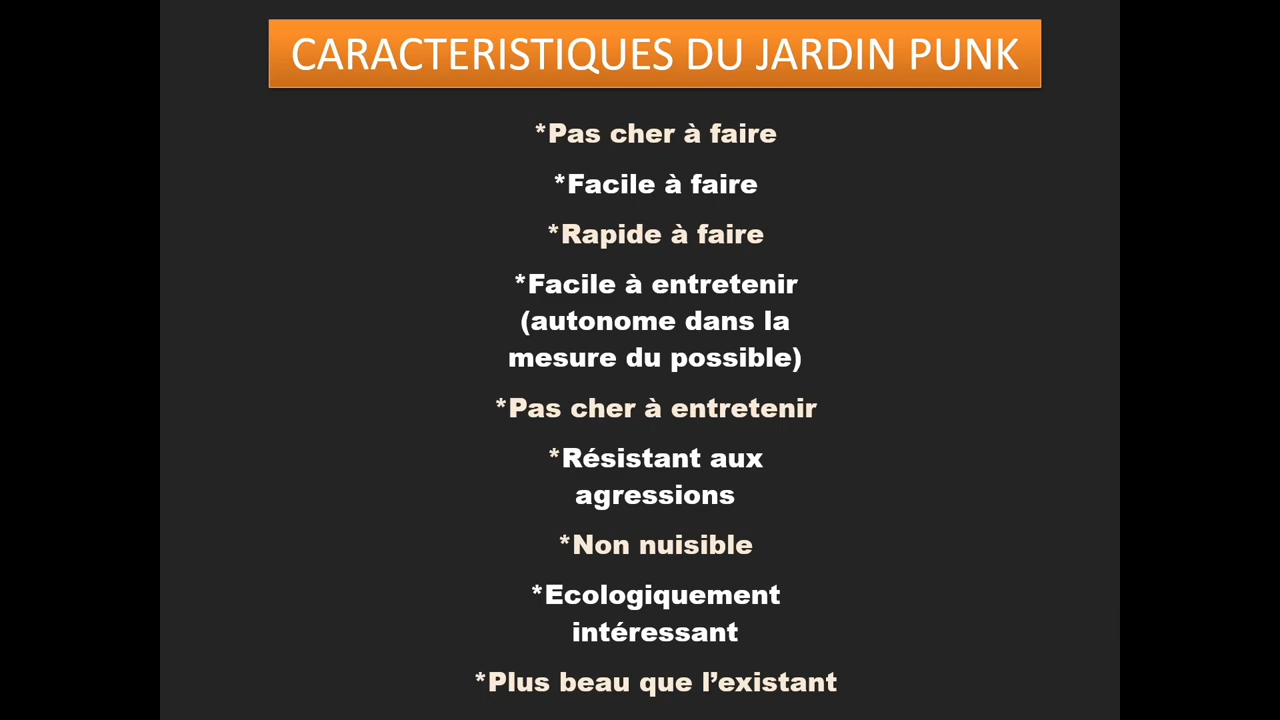 CARACTERISTIQUES DU JARDIN PUNK
*Pas cher à faire
*Facile à faire
*Rapide à faire
*Facile à entretenir
(autonome dans la
mesure du possible)
*Pas cher à entretenir
*Résistant aux
agressions
*Non nuisible
*Ecologiquement
intéressant
*Plus beau que l’existant